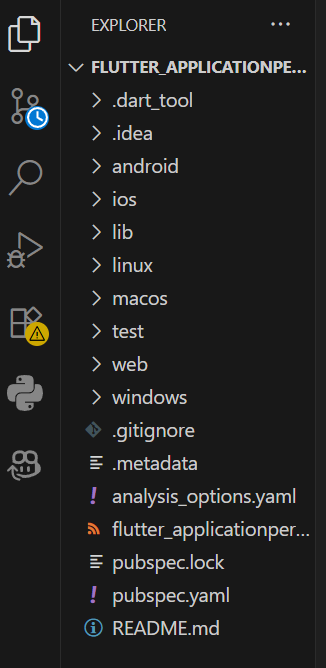 EXPLORER ···
FLUTTER_APPLICATIONPE...
.dart_tool
.idea
android
ios
lib
linux
macos
test
web
windows
.gitignore
.metadata
analysis_options.yaml
flutter_applicationper...
pubspec.lock
pubspec.yaml
README.md